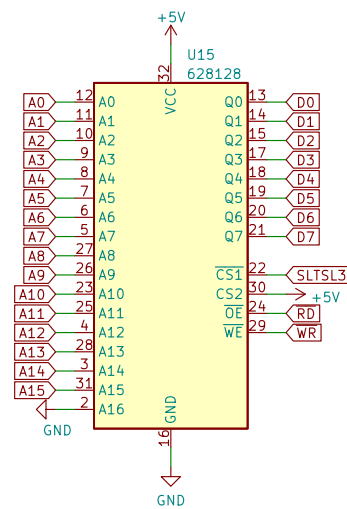 +5V
U15
628128
32
VCC
A0 12 A0 Q0 13 D0
A1 11 A1 Q1 14 D1
A2 10 A2 Q2 15 D2
A3 9 A3 Q3 17 D3
A4 8 A4 Q4 18 D4
A5 7 A5 Q5 19 D5
A6 6 A6 Q6 20 D6
A7 5 A7 Q7 21 D7
A8 27 A8
A9 26 A9 CS1 22 SLTSL3
A10 23 A10 CS2 30 +5V
A11 25 A11 OE 24 RD
A12 4 A12 WE 29 WR
A13 28 A13
A14 3 A14
A15 31 A15
GND 2 A16
GND
16
GND